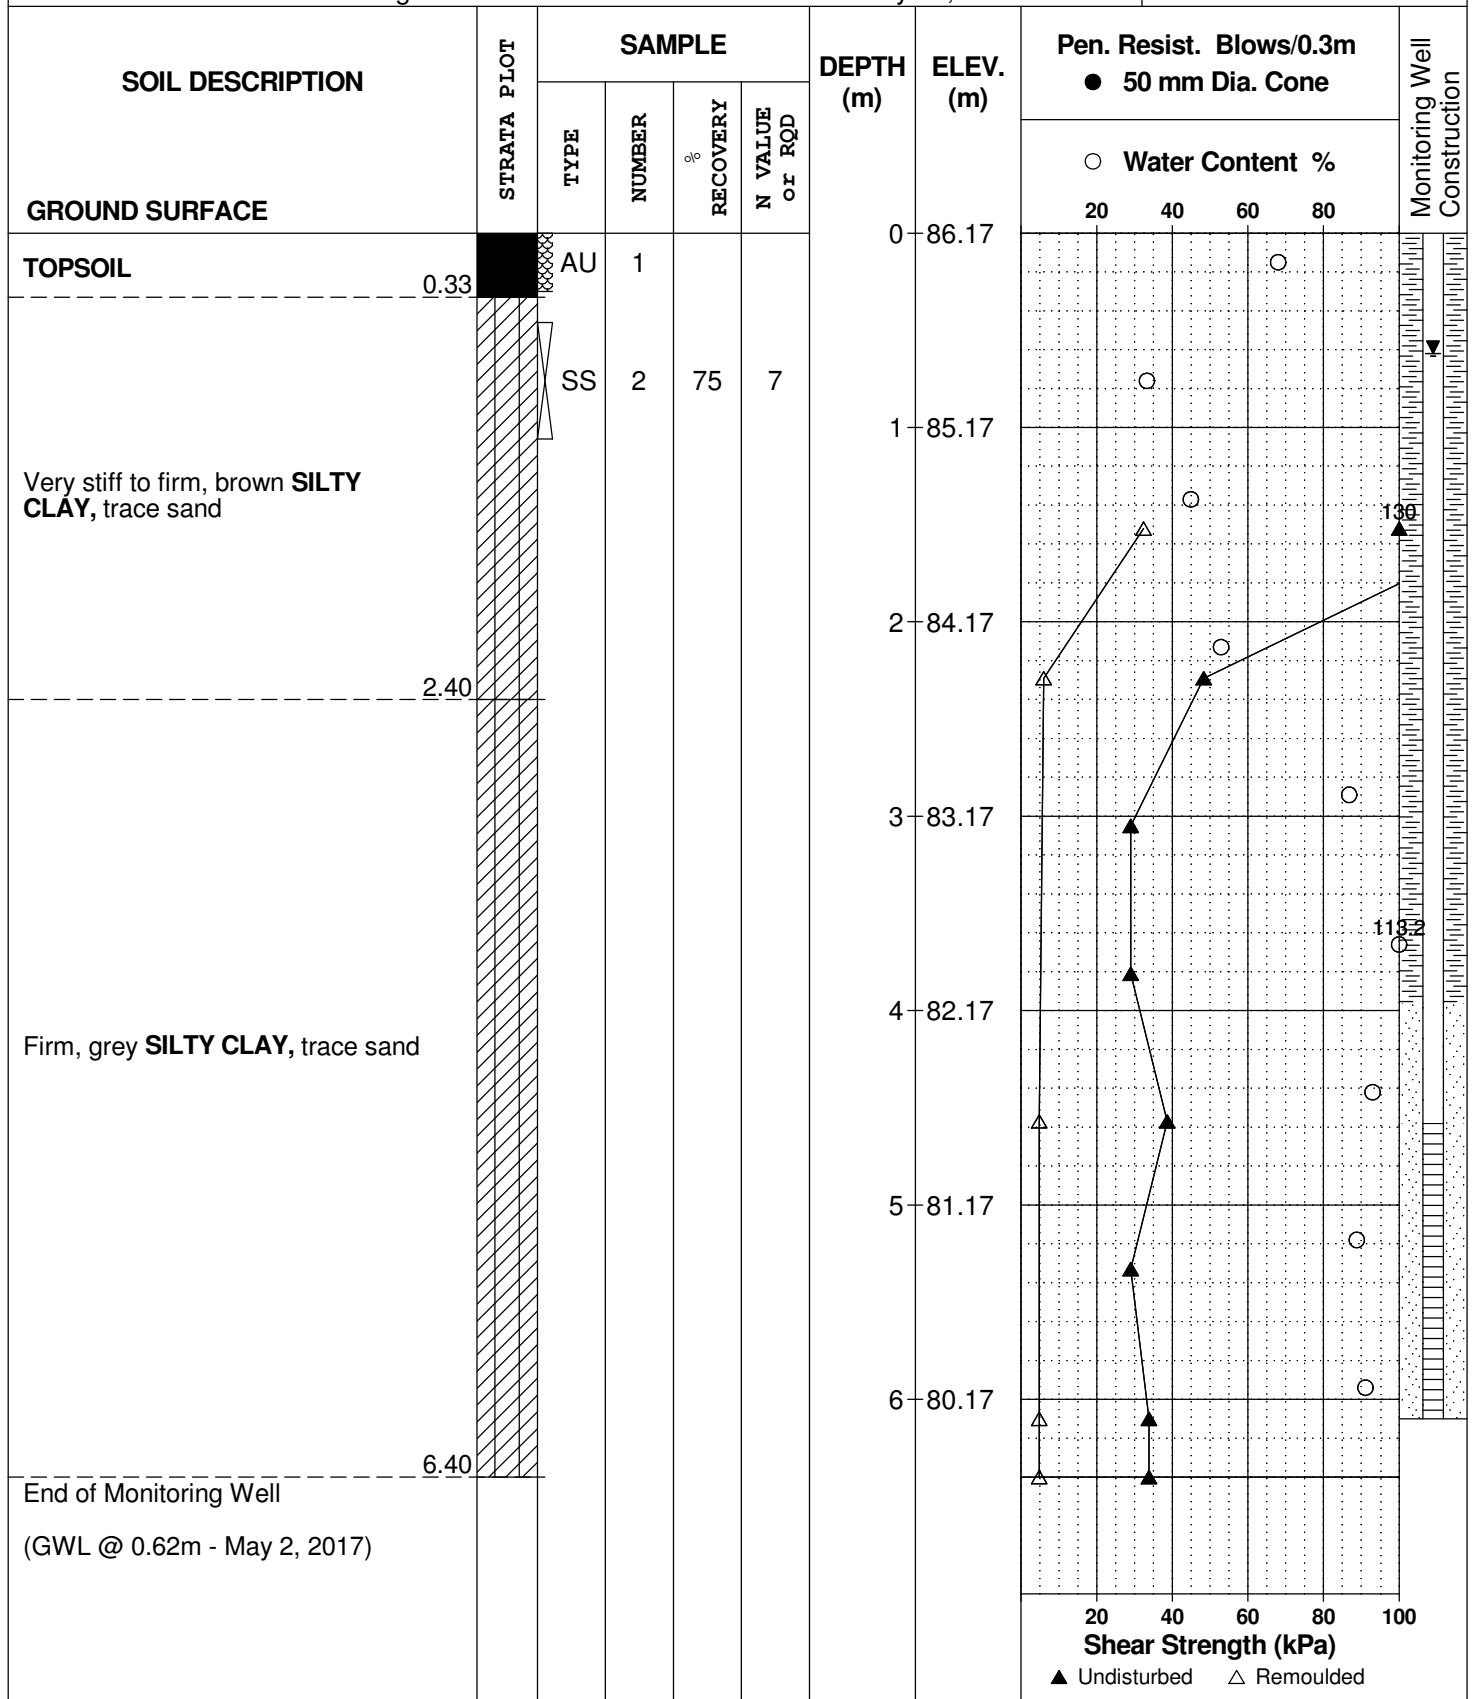 SOIL DESCRIPTION
GROUND SURFACE
STRATA PLOT
SAMPLE
TYPE
NUMBER
% RECOVERY
N VALUE or RQD
DEPTH (m)
ELEV. (m)
Pen. Resist. Blows/0.3m
● 50 mm Dia. Cone
○ Water Content %
20 40 60 80
Monitoring Well
Construction
0 86.17
TOPSOIL
0.33
AU 1
SS 2 75 7
1 85.17
Very stiff to firm, brown SILTY
CLAY, trace sand
130
2 84.17
2.40
3 83.17
113.2
4 82.17
Firm, grey SILTY CLAY, trace sand
5 81.17
6 80.17
6.40
End of Monitoring Well
(GWL @ 0.62m - May 2, 2017)
20 40 60 80 100
Shear Strength (kPa)
▲ Undisturbed △ Remoulded